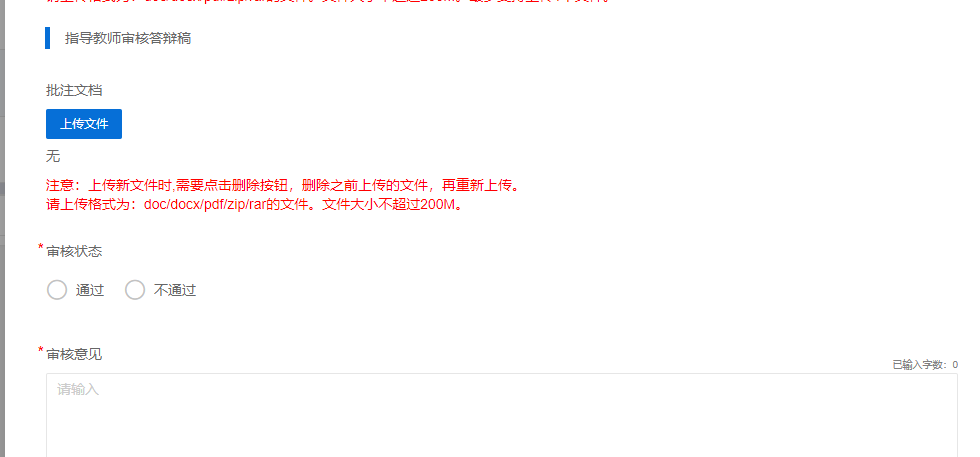 指导教师审核答辩稿
批注文档
上传文件
无
注意：上传新文件时,需要点击删除按钮，删除之前上传的文件，再重新上传。
请上传格式为：doc/docx/pdf/zip/rar的文件。文件大小不超过200M。
* 审核状态
通过 不通过
* 审核意见
已输入字数：0
请输入